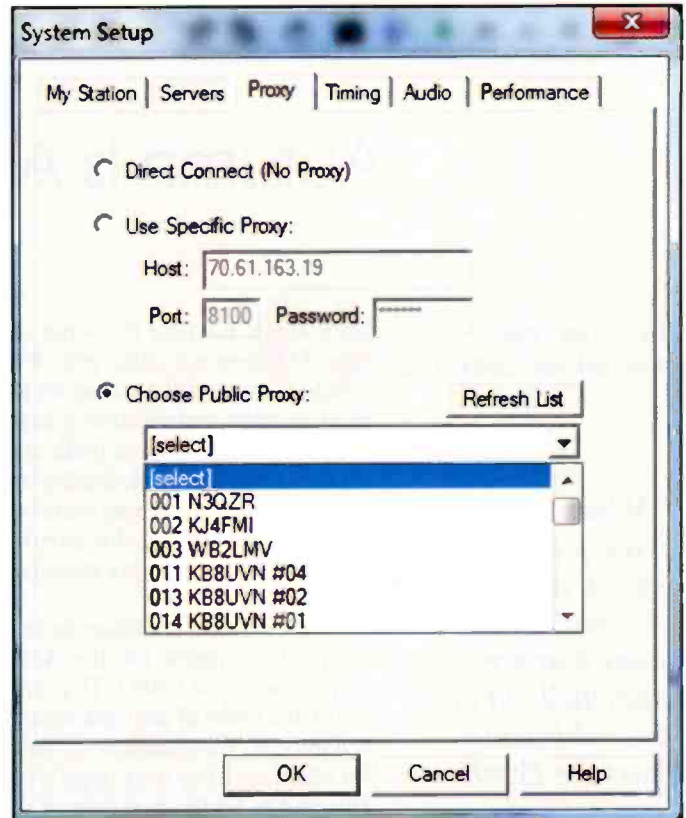 System Setup
X
My Station Servers Proxy Timing Audio Performance
Direct Connect (No Proxy)
Use Specific Proxy:
Host: 70.61.163.19
Port: 8100 Password: ******
Choose Public Proxy: Refresh List
[select]
[select]
001 N3QZR
002 KJ4FMI
003 WB2LMV
011 KB8UVN #04
013 KB8UVN #02
014 KB8UVN #01
OK Cancel Help